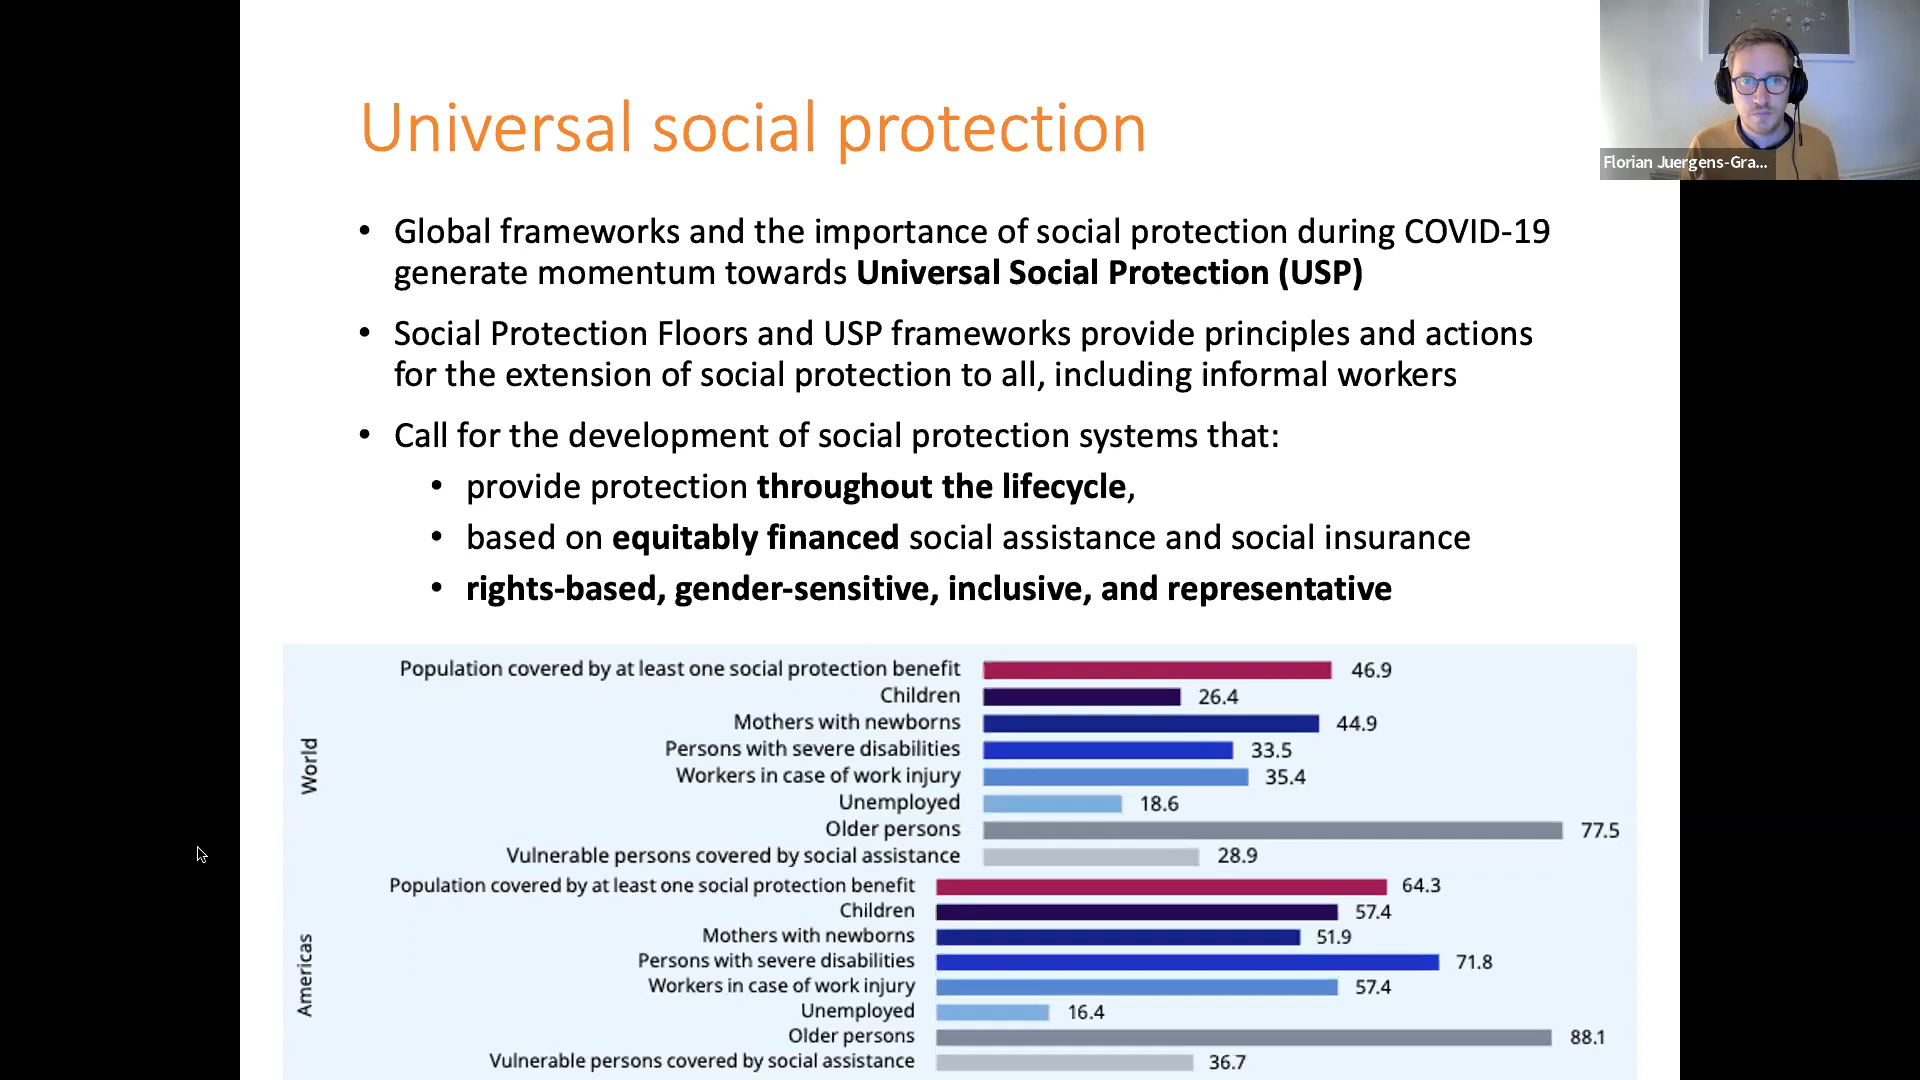 Universal social protection
Florian Juergens-Gra...
• Global frameworks and the importance of social protection during COVID-19
generate momentum towards Universal Social Protection (USP)
• Social Protection Floors and USP frameworks provide principles and actions
for the extension of social protection to all, including informal workers
• Call for the development of social protection systems that:
• provide protection throughout the lifecycle,
• based on equitably financed social assistance and social insurance
• rights-based, gender-sensitive, inclusive, and representative
World
Population covered by at least one social protection benefit 46.9
Children 26.4
Mothers with newborns 44.9
Persons with severe disabilities 33.5
Workers in case of work injury 35.4
Unemployed 18.6
Older persons 77.5
Vulnerable persons covered by social assistance 28.9
Americas
Population covered by at least one social protection benefit 64.3
Children 57.4
Mothers with newborns 51.9
Persons with severe disabilities 71.8
Workers in case of work injury 57.4
Unemployed 16.4
Older persons 88.1
Vulnerable persons covered by social assistance 36.7